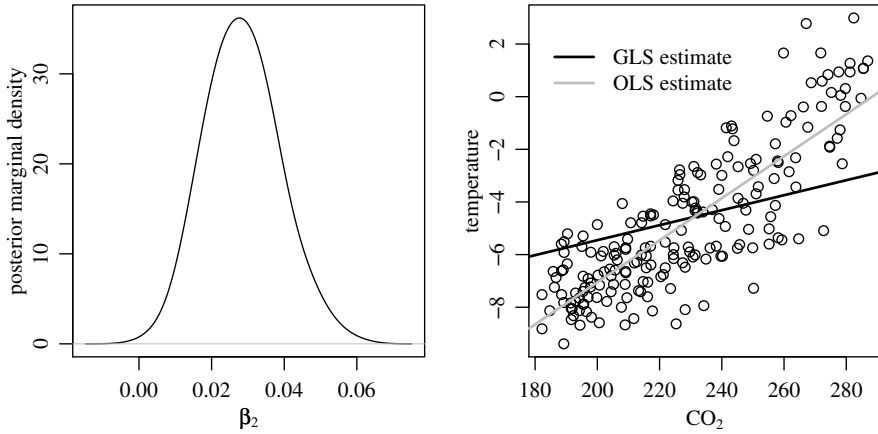 posterior marginal density
30
20
10
0
0.00 0.02 0.04 0.06
β₂
GLS estimate
OLS estimate
temperature
2
0
−2
−4
−6
−8
180 200 220 240 260 280
CO₂